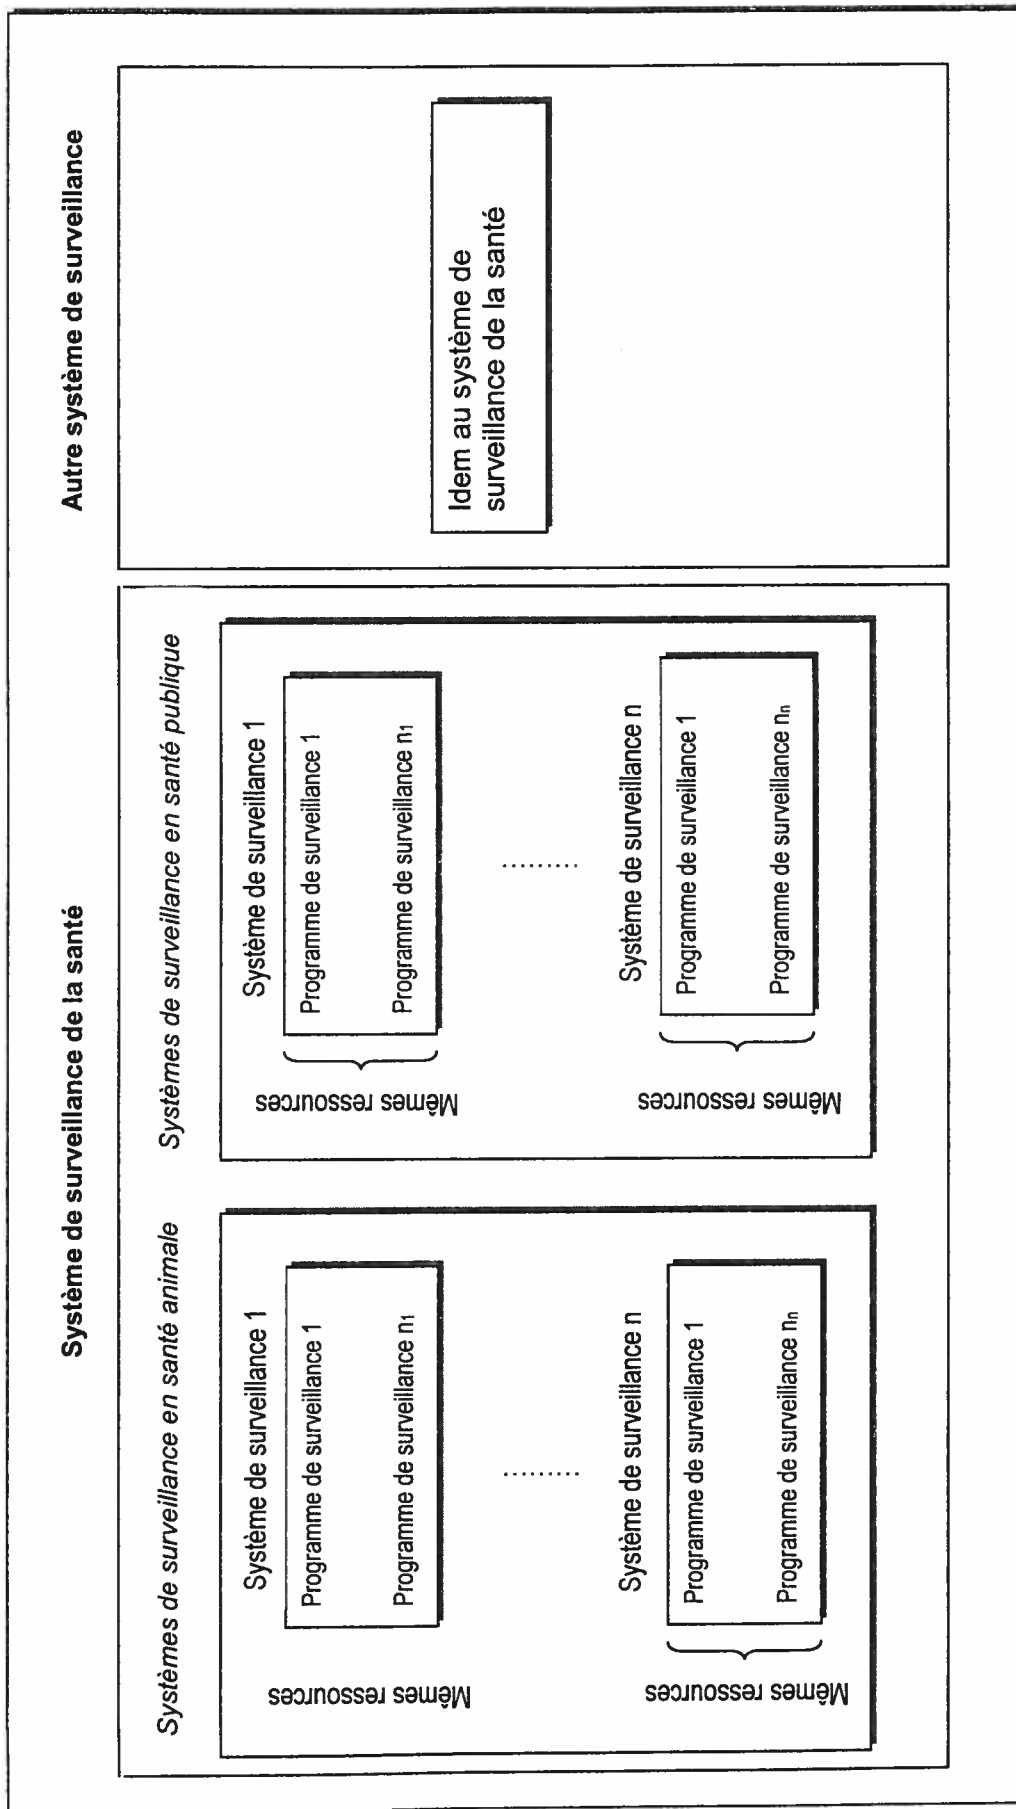 Système de surveillance de la santé
Systèmes de surveillance en santé animale
Système de surveillance 1
Programme de surveillance 1
Programme de surveillance n₁
Mêmes ressources
.........
Système de surveillance n
Programme de surveillance 1
Programme de surveillance nₙ
Mêmes ressources
Systèmes de surveillance en santé publique
Système de surveillance 1
Programme de surveillance 1
Programme de surveillance n₁
Mêmes ressources
.........
Système de surveillance n
Programme de surveillance 1
Programme de surveillance nₙ
Mêmes ressources
Autre système de surveillance
Idem au système de
surveillance de la santé